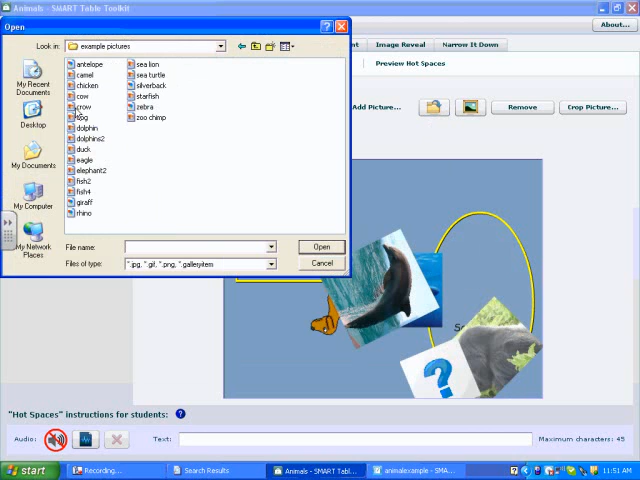 Animals - SMART Table Toolkit
About...
Open
Look in: example pictures
Image Reveal
Narrow It Down
Preview Hot Spaces
My Recent Documents
Desktop
My Documents
My Computer
My Network Places
antelope
camel
chicken
cow
crow
dog
dolphin
dolphins2
duck
eagle
elephant2
fish2
fish4
giraff
rhino
sea lion
sea turtle
silverback
starfish
zebra
zoo chimp
Add Picture...
Remove
Crop Picture...
File name:
Open
Files of type: *.jpg, *.gif, *.png, *.galleryitem
Cancel
?
"Hot Spaces" instructions for students:
Audio:
Text:
Maximum characters: 45
start
Recording...
Search Results
Animals - SMART Tabl...
animalexample - SMA...
11:51 AM